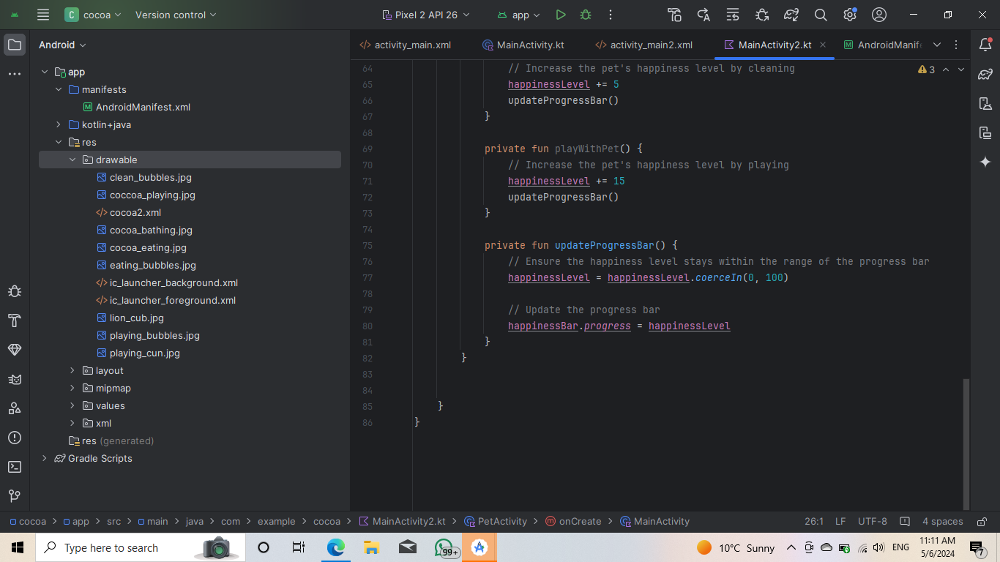 C cocoa Version control Pixel 2 API 26 app
Android
app
manifests
AndroidManifest.xml
kotlin+java
res
drawable
clean_bubbles.jpg
coccoa_playing.jpg
cocoa2.xml
cocoa_bathing.jpg
cocoa_eating.jpg
eating_bubbles.jpg
ic_launcher_background.xml
ic_launcher_foreground.xml
lion_cub.jpg
playing_bubbles.jpg
playing_cun.jpg
layout
mipmap
values
xml
res (generated)
Gradle Scripts
activity_main.xml MainActivity.kt activity_main2.xml MainActivity2.kt AndroidManif
3
64 // Increase the pet's happiness level by cleaning
65 happinessLevel += 5
66 updateProgressBar()
67 }
68
69 private fun playWithPet() {
70 // Increase the pet's happiness level by playing
71 happinessLevel += 15
72 updateProgressBar()
73 }
74
75 private fun updateProgressBar() {
76 // Ensure the happiness level stays within the range of the progress bar
77 happinessLevel = happinessLevel.coerceIn(0, 100)
78
79 // Update the progress bar
80 happinessBar.progress = happinessLevel
81 }
82 }
83
84
85 }
86 }
cocoa > app > src > main > java > com > example > cocoa > MainActivity2.kt > PetActivity > onCreate > MainActivity 26:1 LF UTF-8 4 spaces
Type here to search 99+ 10°C Sunny ENG 11:11 AM
5/6/2024 7